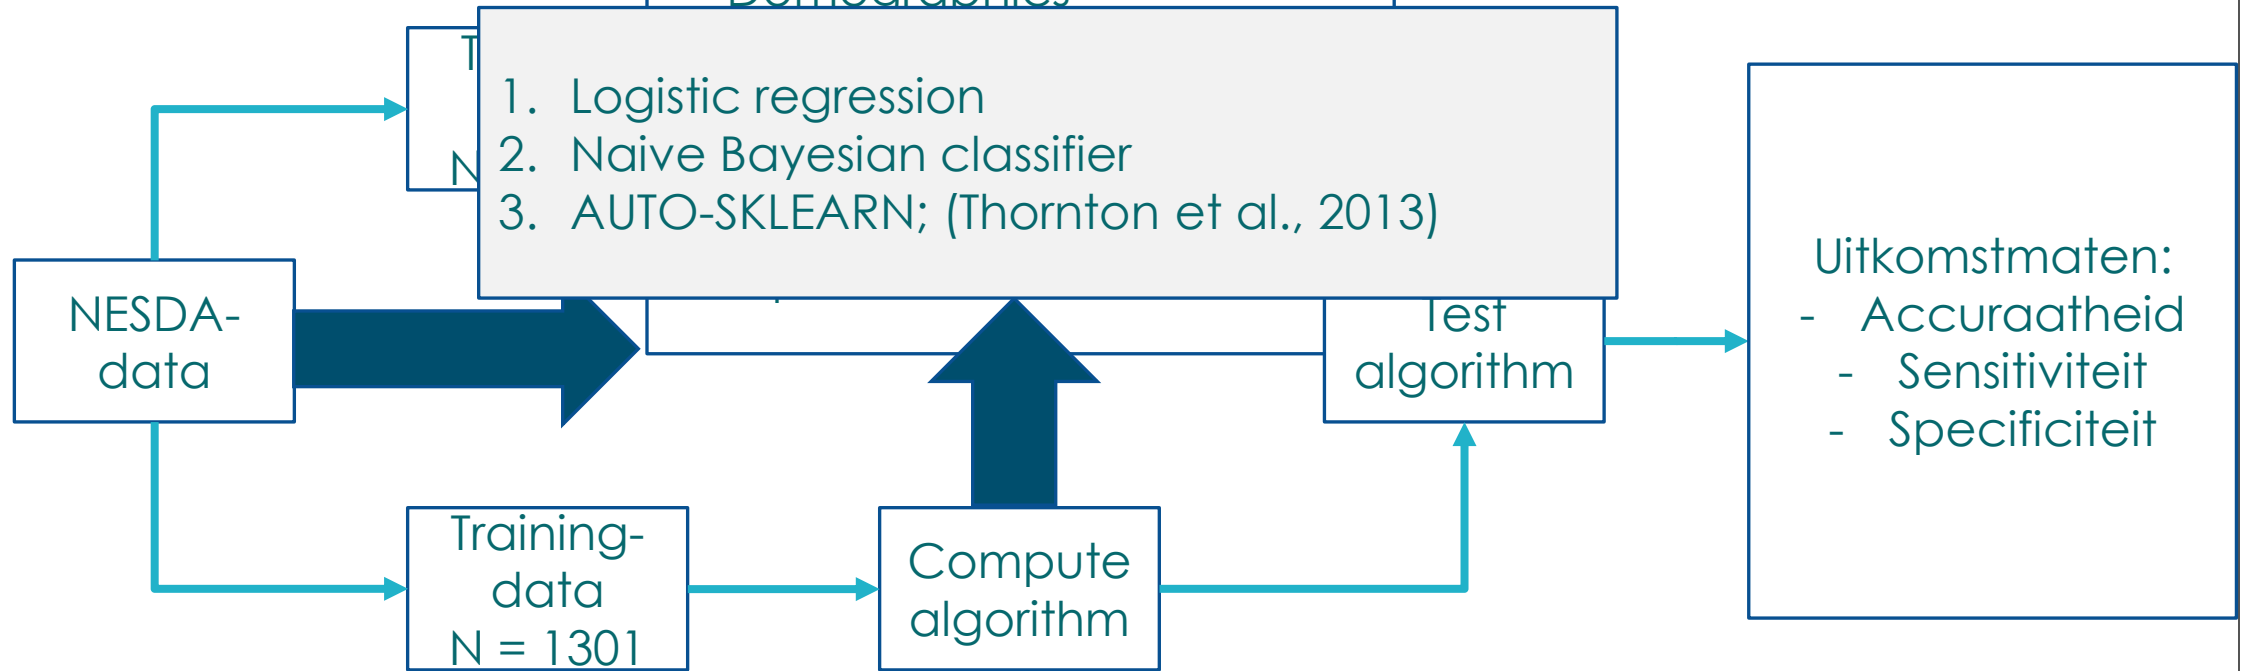 Demographics
T
N
1. Logistic regression
2. Naive Bayesian classifier
3. AUTO-SKLEARN; (Thornton et al., 2013)
NESDA-
data
Test
algorithm
Uitkomstmaten:
- Accuraatheid
- Sensitiviteit
- Specificiteit
Training-
data
N = 1301
Compute
algorithm